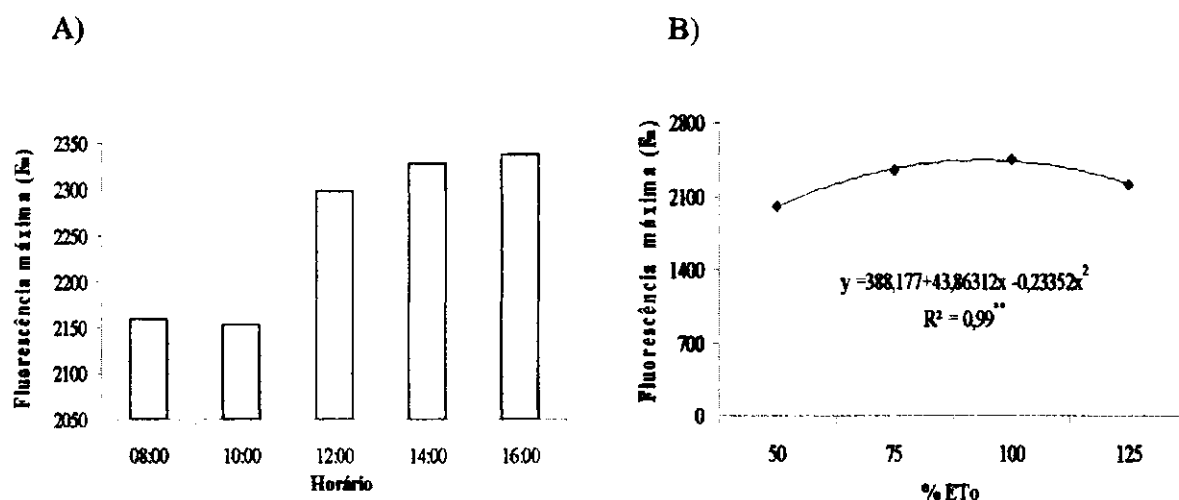 A)
B)
Fluorescência máxima (Fm)
2350
2300
2250
2200
2150
2100
2050
08:00 10:00 12:00 14:00 16:00
Horário
Fluorescência máxima (Fm)
2800
2100
1400
700
0
y =388,177+43,86312x -0,23352x²
R² = 0,99**
50 75 100 125
% ETo